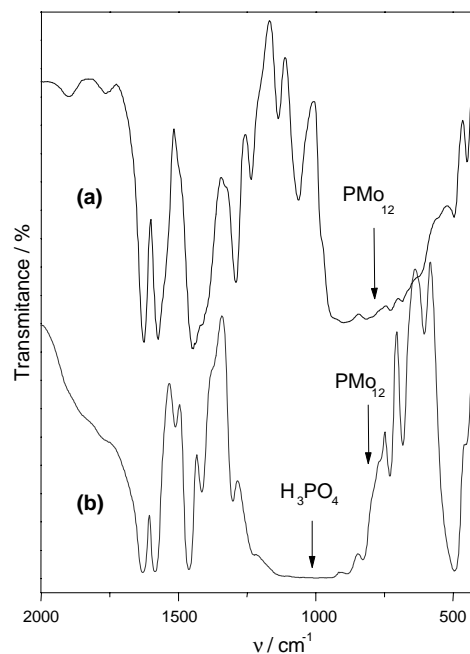 Transmitance / %
(a)
PMo12
PMo12
H3PO4
(b)
2000 1500 1000 500
ν / cm-1